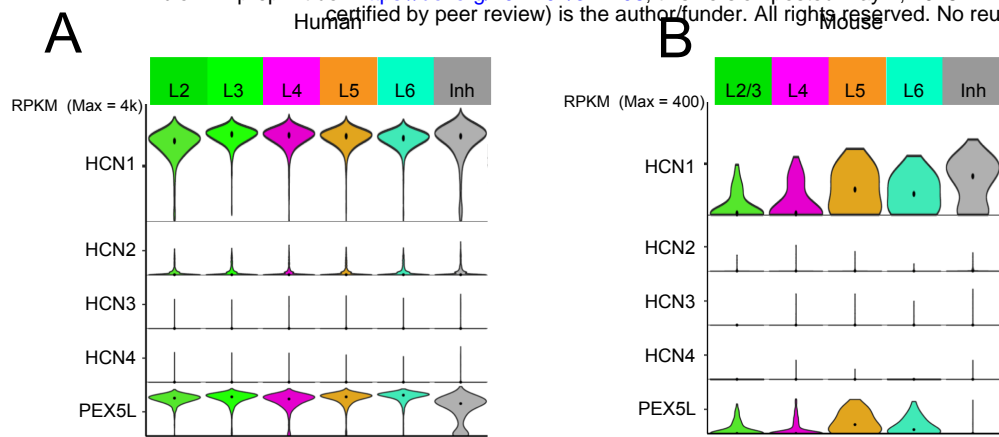 certified by peer review) is the author/funder. All rights reserved. No reu
A
Human
L2 L3 L4 L5 L6 Inh
RPKM (Max = 4k)
HCN1
HCN2
HCN3
HCN4
PEX5L
B
Mouse
L2/3 L4 L5 L6 Inh
RPKM (Max = 400)
HCN1
HCN2
HCN3
HCN4
PEX5L